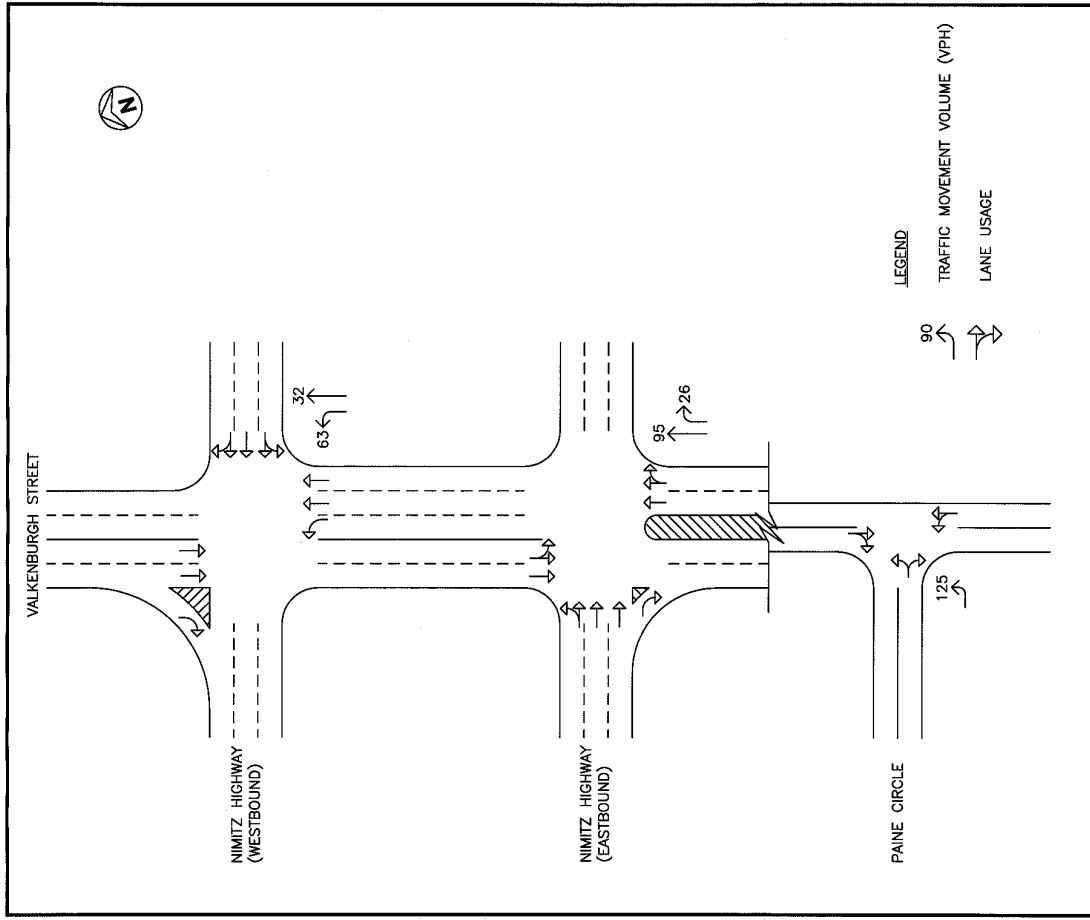 VALKENBURGH STREET
N
NIMITZ HIGHWAY
(WESTBOUND)
63
32
NIMITZ HIGHWAY
(EASTBOUND)
95
26
PAINE CIRCLE
125
LEGEND
90
TRAFFIC MOVEMENT VOLUME (VPH)
LANE USAGE